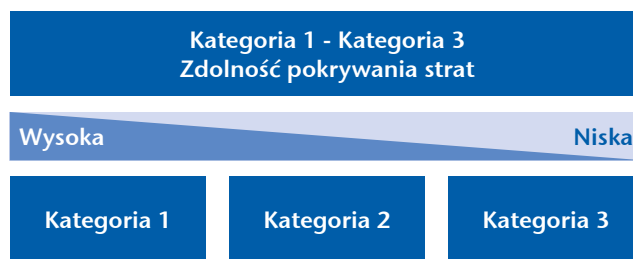 Kategoria 1 - Kategoria 3
Zdolność pokrywania strat
Wysoka
Niska
Kategoria 1
Kategoria 2
Kategoria 3